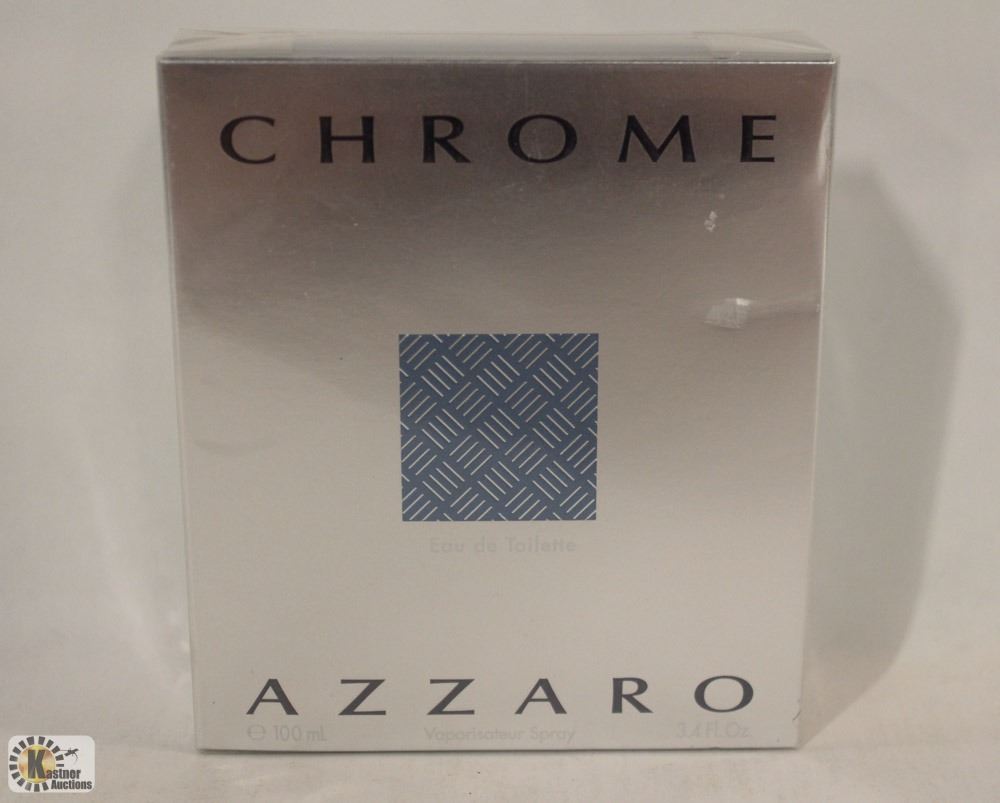 CHROME
Eau de Toilette
AZZARO
℮ 100 mL Vaporisateur Spray 3.4 Fl.Oz.
Kastner
Auctions